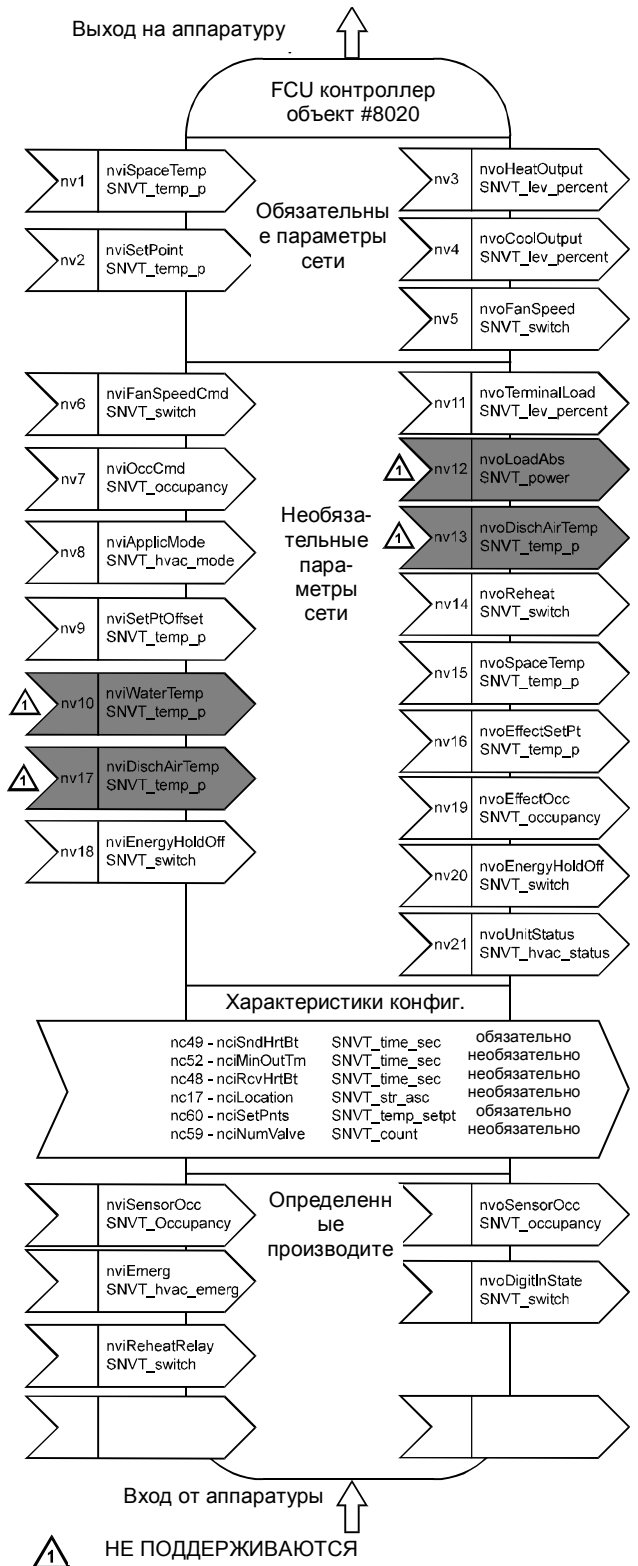 Выход на аппаратуру
FCU контроллер
объект #8020
nv1
nviSpaceTemp
SNVT_temp_p
nv2
nviSetPoint
SNVT_temp_p
Обязательны
е параметры
сети
nv3
nvoHeatOutput
SNVT_lev_percent
nv4
nvoCoolOutput
SNVT_lev_percent
nv5
nvoFanSpeed
SNVT_switch
nv6
nviFanSpeedCmd
SNVT_switch
nv7
nviOccCmd
SNVT_occupancy
nv8
nviApplicMode
SNVT_hvac_mode
nv9
nviSetPtOffset
SNVT_temp_p
1
nv10
nviWaterTemp
SNVT_temp_p
1
nv17
nviDischAirTemp
SNVT_temp_p
nv18
nviEnergyHoldOff
SNVT_switch
Необяза-
тельные
пара-
метры
сети
nv11
nvoTerminalLoad
SNVT_lev_percent
1
nv12
nvoLoadAbs
SNVT_power
1
nv13
nvoDischAirTemp
SNVT_temp_p
nv14
nvoReheat
SNVT_switch
nv15
nvoSpaceTemp
SNVT_temp_p
nv16
nvoEffectSetPt
SNVT_temp_p
nv19
nvoEffectOcc
SNVT_occupancy
nv20
nvoEnergyHoldOff
SNVT_switch
nv21
nvoUnitStatus
SNVT_hvac_status
Характеристики конфиг.
nc49 - nciSndHrtBt SNVT_time_sec обязательно
nc52 - nciMinOutTm SNVT_time_sec необязательно
nc48 - nciRcvHrtBt SNVT_time_sec необязательно
nc17 - nciLocation SNVT_str_asc необязательно
nc60 - nciSetPnts SNVT_temp_setpt обязательно
nc59 - nciNumValve SNVT_count необязательно
nviSensorOcc
SNVT_Occupancy
nviEmerg
SNVT_hvac_emerg
nviReheatRelay
SNVT_switch
Определенн
ые
производите
nvoSensorOcc
SNVT_occupancy
nvoDigitInState
SNVT_switch
Вход от аппаратуры
1 НЕ ПОДДЕРЖИВАЮТСЯ